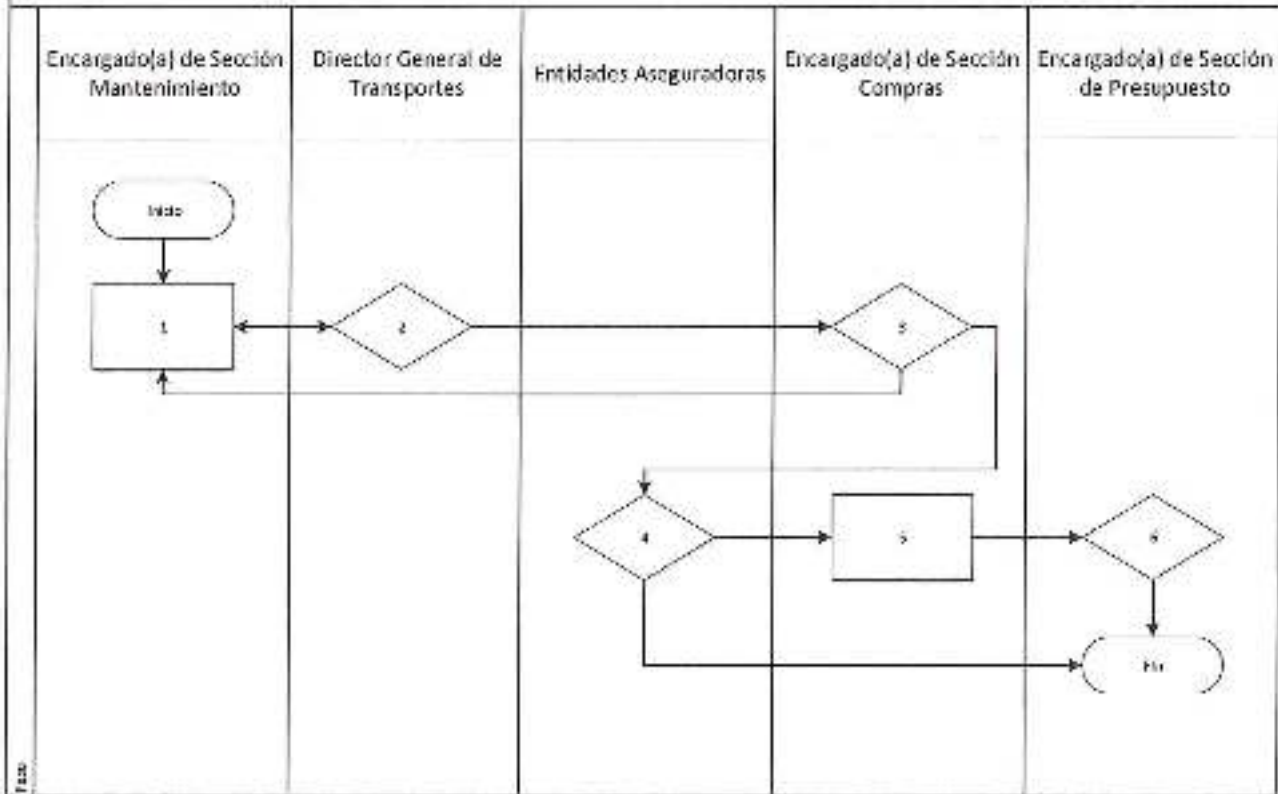 Encargado(a) de Sección
Mantenimiento
Director General de
Transportes
Entidades Aseguradoras
Encargado(a) de Sección
Compras
Encargado(a) de Sección
de Presupuesto
Inicio
1
2
3
4
5
6
Fin